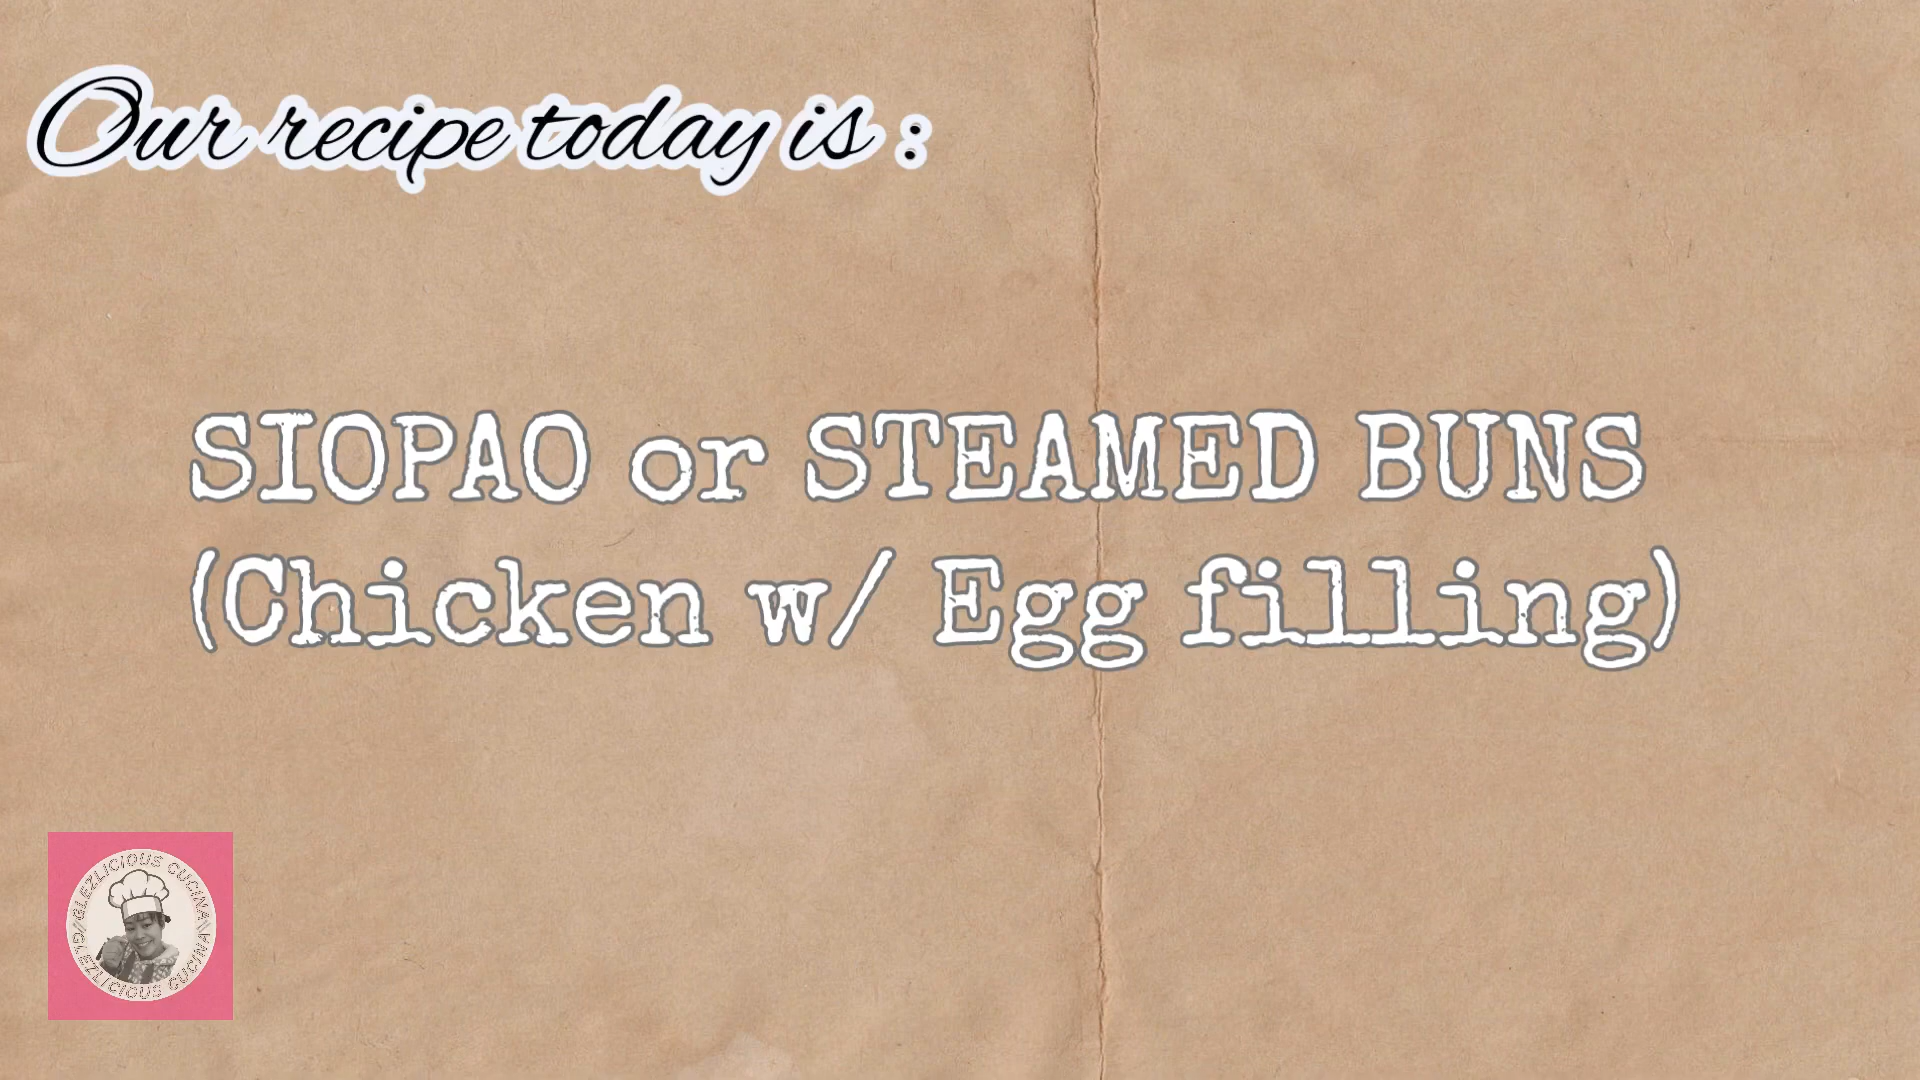 Our recipe today is :
SIOPAO or STEAMED BUNS
(Chicken w/ Egg filling)
GLEZLICIOUS CUCINA//
GLEZLICIOUS CUCINA//